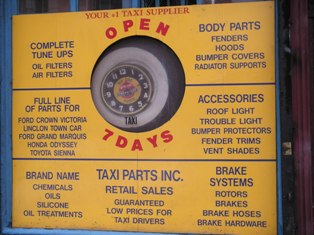 YOUR #1 TAXI SUPPLIER
OPEN
7 DAYS
TAXI
COMPLETE
TUNE UPS
OIL FILTERS
AIR FILTERS
BODY PARTS
FENDERS
HOODS
BUMPER COVERS
RADIATOR SUPPORTS
FULL LINE
OF PARTS FOR
FORD CROWN VICTORIA
LINCLON TOWN CAR
FORD GRAND MARQUIS
HONDA ODYSSEY
TOYOTA SIENNA
ACCESSORIES
ROOF LIGHT
TROUBLE LIGHT
BUMPER PROTECTORS
FENDER TRIMS
VENT SHADES
BRAND NAME
CHEMICALS
OILS
SILICONE
OIL TREATMENTS
TAXI PARTS INC.
RETAIL SALES
GUARANTEED
LOW PRICES FOR
TAXI DRIVERS
BRAKE
SYSTEMS
ROTORS
BRAKES
BRAKE HOSES
BRAKE HARDWARE